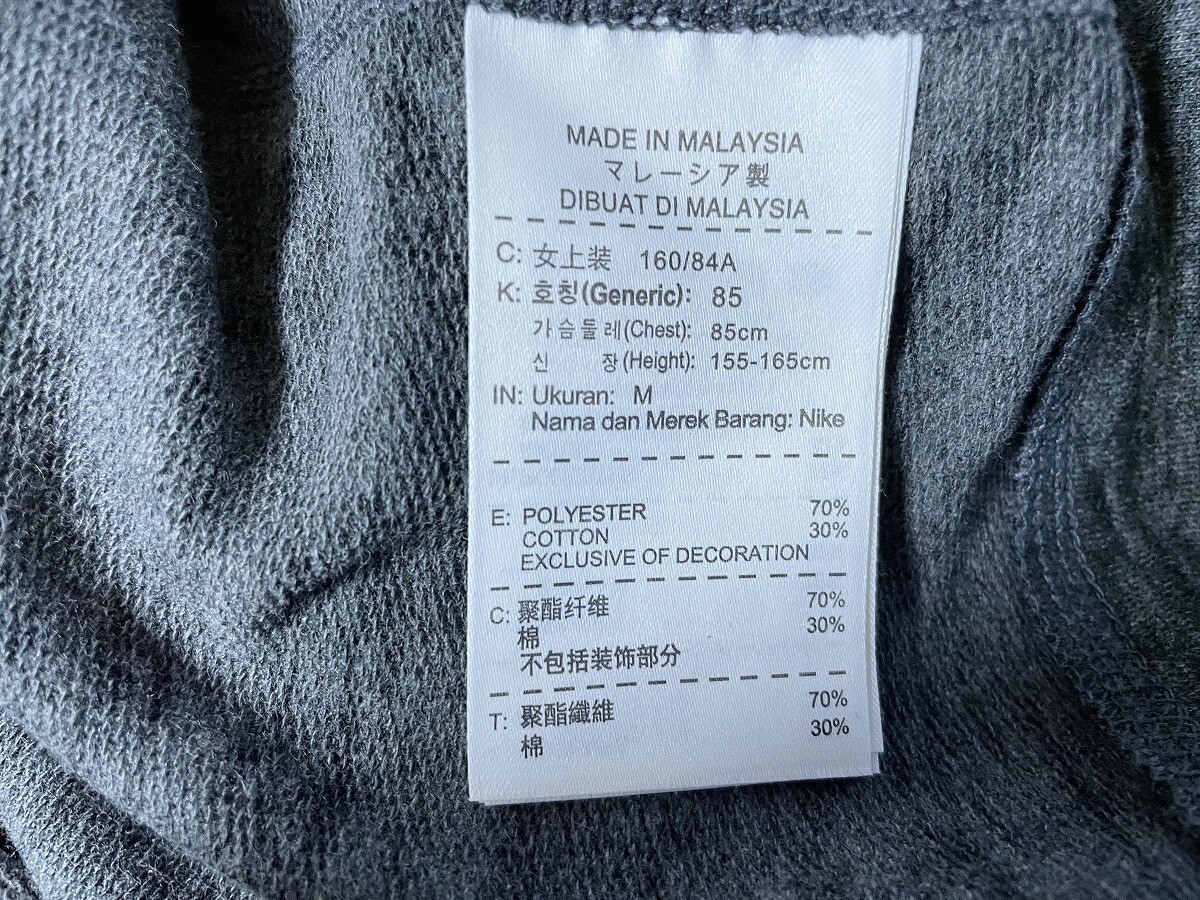 MADE IN MALAYSIA
マレーシア製
DIBUAT DI MALAYSIA
C: 女上装 160/84A
K: 호칭(Generic): 85
가슴둘레(Chest): 85cm
신 장(Height): 155-165cm
IN: Ukuran: M
Nama dan Merek Barang: Nike
E: POLYESTER 70%
COTTON 30%
EXCLUSIVE OF DECORATION
C: 聚酯纤维 70%
棉 30%
不包括装饰部分
T: 聚酯纖維 70%
棉 30%